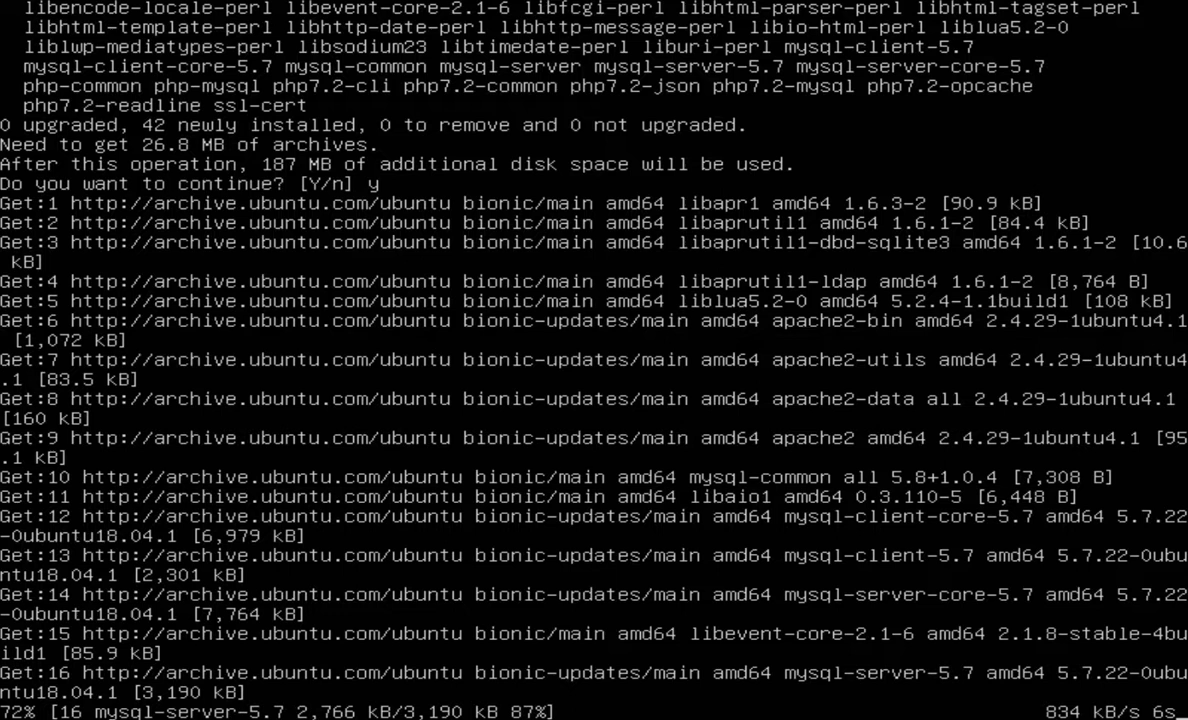 libencode-locale-perl libevent-core-2.1-6 libfcgi-perl libhtml-parser-perl libhtml-tagset-perl
libhtml-template-perl libhttp-date-perl libhttp-message-perl libio-html-perl liblua5.2-0
liblwp-mediatypes-perl libsodium23 libtimedate-perl liburi-perl mysql-client-5.7
mysql-client-core-5.7 mysql-common mysql-server mysql-server-5.7 mysql-server-core-5.7
php-common php-mysql php7.2-cli php7.2-common php7.2-json php7.2-mysql php7.2-opcache
php7.2-readline ssl-cert
0 upgraded, 42 newly installed, 0 to remove and 0 not upgraded.
Need to get 26.8 MB of archives.
After this operation, 187 MB of additional disk space will be used.
Do you want to continue? [Y/n] y
Get:1 http://archive.ubuntu.com/ubuntu bionic/main amd64 libapr1 amd64 1.6.3-2 [90.9 kB]
Get:2 http://archive.ubuntu.com/ubuntu bionic/main amd64 libaprutil1 amd64 1.6.1-2 [84.4 kB]
Get:3 http://archive.ubuntu.com/ubuntu bionic/main amd64 libaprutil1-dbd-sqlite3 amd64 1.6.1-2 [10.6
kB]
Get:4 http://archive.ubuntu.com/ubuntu bionic/main amd64 libaprutil1-ldap amd64 1.6.1-2 [8,764 B]
Get:5 http://archive.ubuntu.com/ubuntu bionic/main amd64 liblua5.2-0 amd64 5.2.4-1.1build1 [108 kB]
Get:6 http://archive.ubuntu.com/ubuntu bionic-updates/main amd64 apache2-bin amd64 2.4.29-1ubuntu4.1
[1,072 kB]
Get:7 http://archive.ubuntu.com/ubuntu bionic-updates/main amd64 apache2-utils amd64 2.4.29-1ubuntu4
.1 [83.5 kB]
Get:8 http://archive.ubuntu.com/ubuntu bionic-updates/main amd64 apache2-data all 2.4.29-1ubuntu4.1
[160 kB]
Get:9 http://archive.ubuntu.com/ubuntu bionic-updates/main amd64 apache2 amd64 2.4.29-1ubuntu4.1 [95
.1 kB]
Get:10 http://archive.ubuntu.com/ubuntu bionic/main amd64 mysql-common all 5.8+1.0.4 [7,308 B]
Get:11 http://archive.ubuntu.com/ubuntu bionic/main amd64 libaio1 amd64 0.3.110-5 [6,448 B]
Get:12 http://archive.ubuntu.com/ubuntu bionic-updates/main amd64 mysql-client-core-5.7 amd64 5.7.22
-0ubuntu18.04.1 [6,979 kB]
Get:13 http://archive.ubuntu.com/ubuntu bionic-updates/main amd64 mysql-client-5.7 amd64 5.7.22-0ubu
ntu18.04.1 [2,301 kB]
Get:14 http://archive.ubuntu.com/ubuntu bionic-updates/main amd64 mysql-server-core-5.7 amd64 5.7.22
-0ubuntu18.04.1 [7,764 kB]
Get:15 http://archive.ubuntu.com/ubuntu bionic/main amd64 libevent-core-2.1-6 amd64 2.1.8-stable-4bu
ild1 [85.9 kB]
Get:16 http://archive.ubuntu.com/ubuntu bionic-updates/main amd64 mysql-server-5.7 amd64 5.7.22-0ubu
ntu18.04.1 [3,190 kB]
72% [16 mysql-server-5.7 2,766 kB/3,190 kB 87%] 834 kB/s 6s